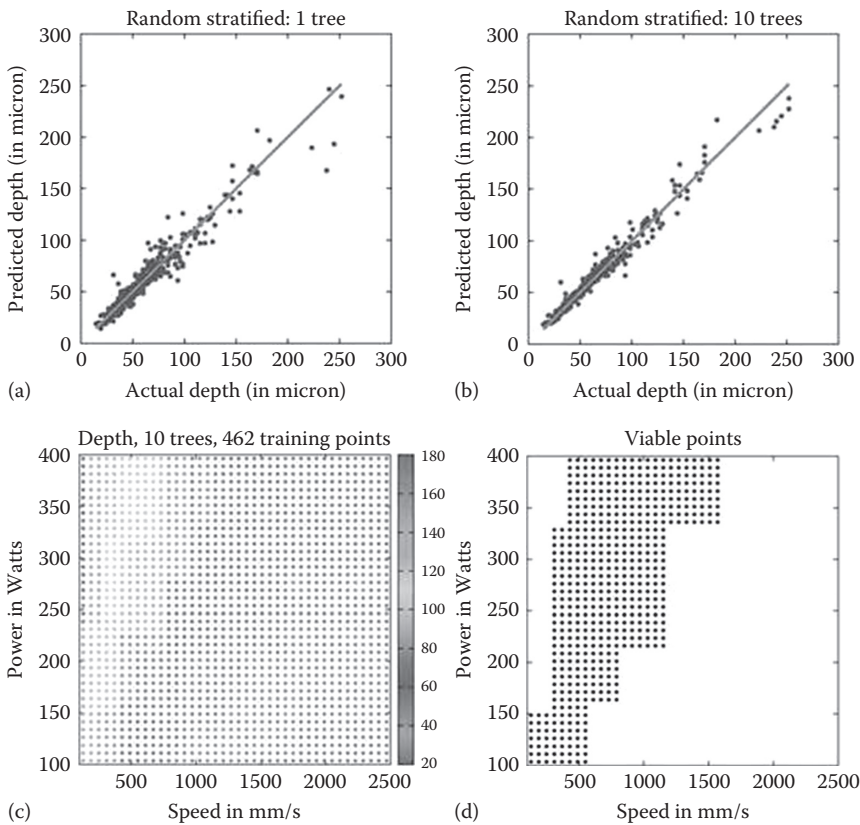 Random stratified: 1 tree
Predicted depth (in micron)
300
250
200
150
100
50
0
0 50 100 150 200 250 300
(a) Actual depth (in micron)
Random stratified: 10 trees
Predicted depth (in micron)
300
250
200
150
100
50
0
0 50 100 150 200 250 300
(b) Actual depth (in micron)
Depth, 10 trees, 462 training points
Power in Watts
400
350
300
250
200
150
100
500 1000 1500 2000 2500
180
160
140
120
100
80
60
40
20
(c) Speed in mm/s
Viable points
Power in Watts
400
350
300
250
200
150
100
500 1000 1500 2000 2500
(d) Speed in mm/s